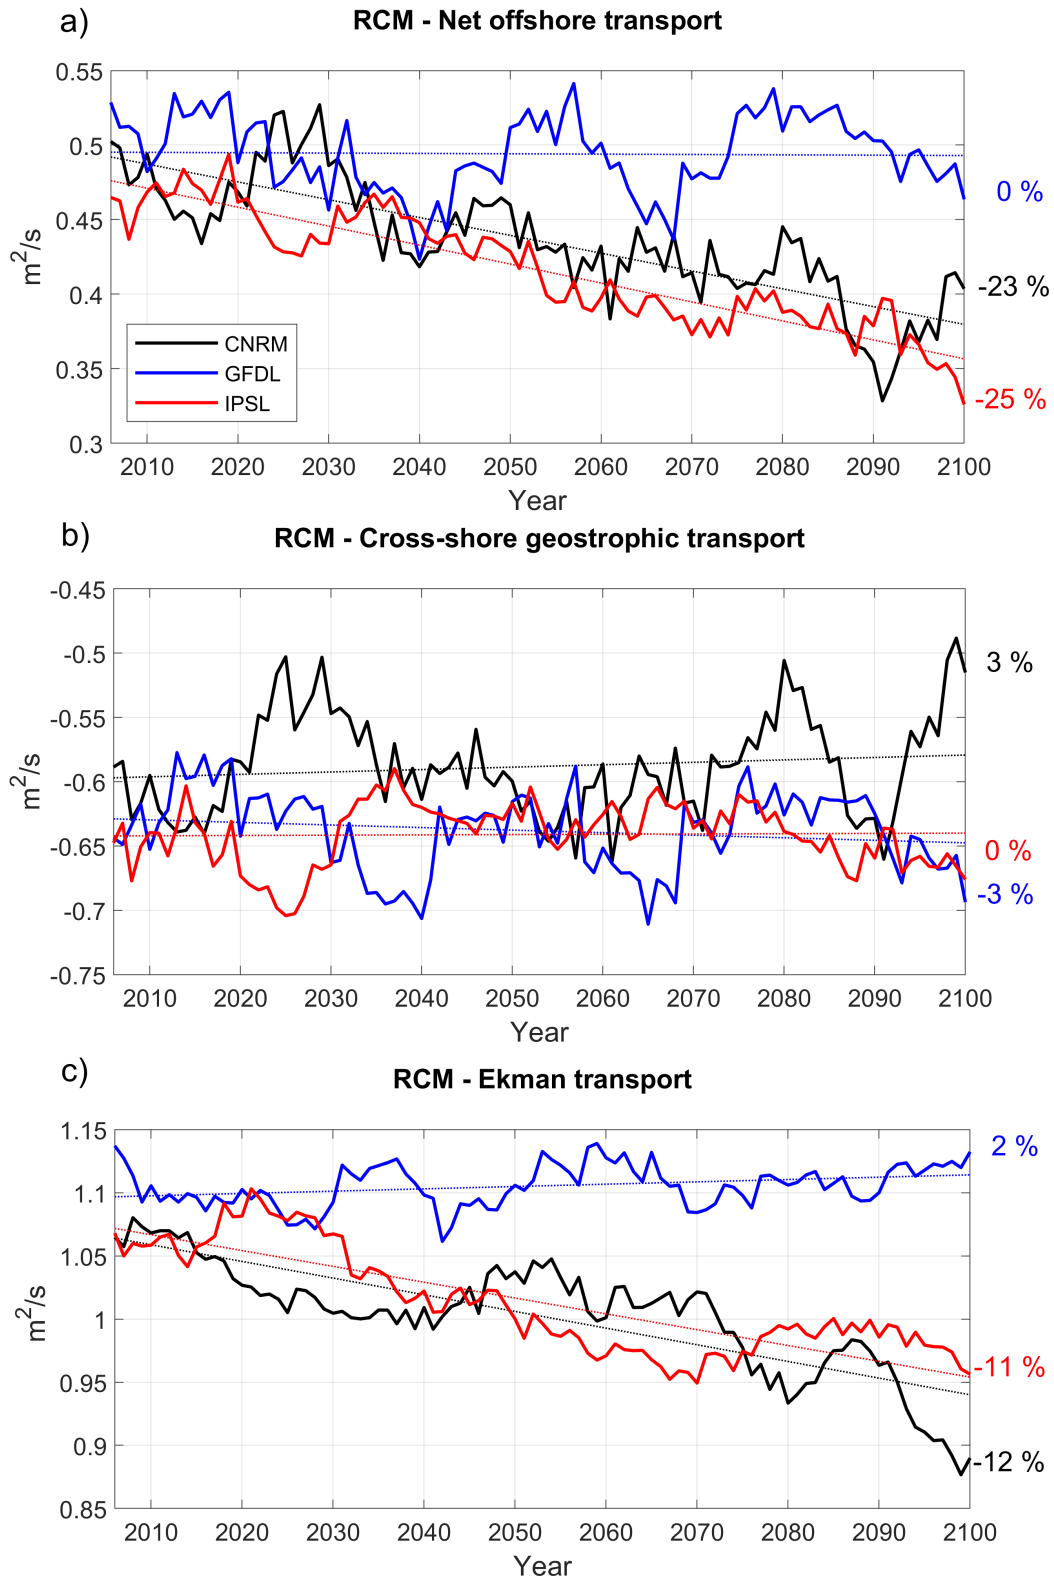 a)
RCM - Net offshore transport
0.55
0.5
0.45
0.4
0.35
0.3
m²/s
0 %
-23 %
-25 %
CNRM
GFDL
IPSL
2010 2020 2030 2040 2050 2060 2070 2080 2090 2100
Year
b)
RCM - Cross-shore geostrophic transport
-0.45
-0.5
-0.55
-0.6
-0.65
-0.7
-0.75
m²/s
3 %
0 %
-3 %
2010 2020 2030 2040 2050 2060 2070 2080 2090 2100
Year
c)
RCM - Ekman transport
1.15
1.1
1.05
1
0.95
0.9
0.85
m²/s
2 %
-11 %
-12 %
2010 2020 2030 2040 2050 2060 2070 2080 2090 2100
Year